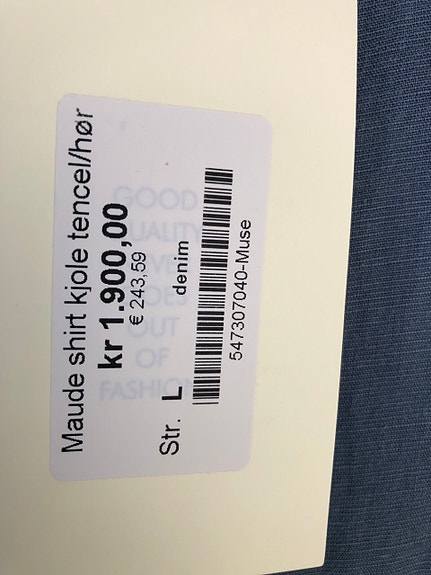 Maude shirt kjole tencel/hør
kr 1.900,00
€ 243,59
Str. L denim
547307040-Muse
GOOD
QUALITY
OUT
OF
FASHION